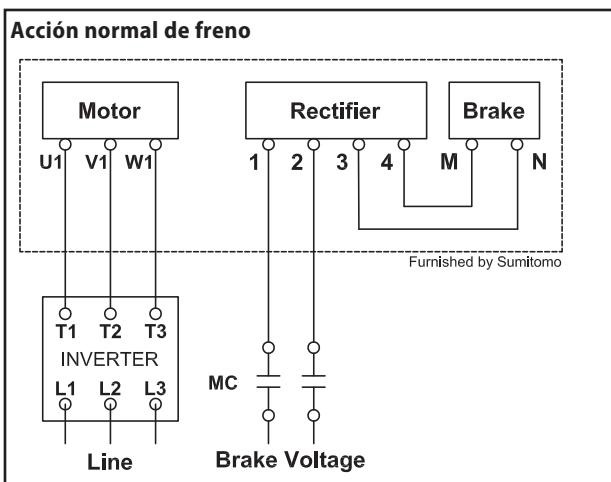 Acción normal de freno
Motor Rectifier Brake
U1 V1 W1 1 2 3 4 M N
Furnished by Sumitomo
T1 T2 T3
INVERTER
L1 L2 L3
MC
Line Brake Voltage